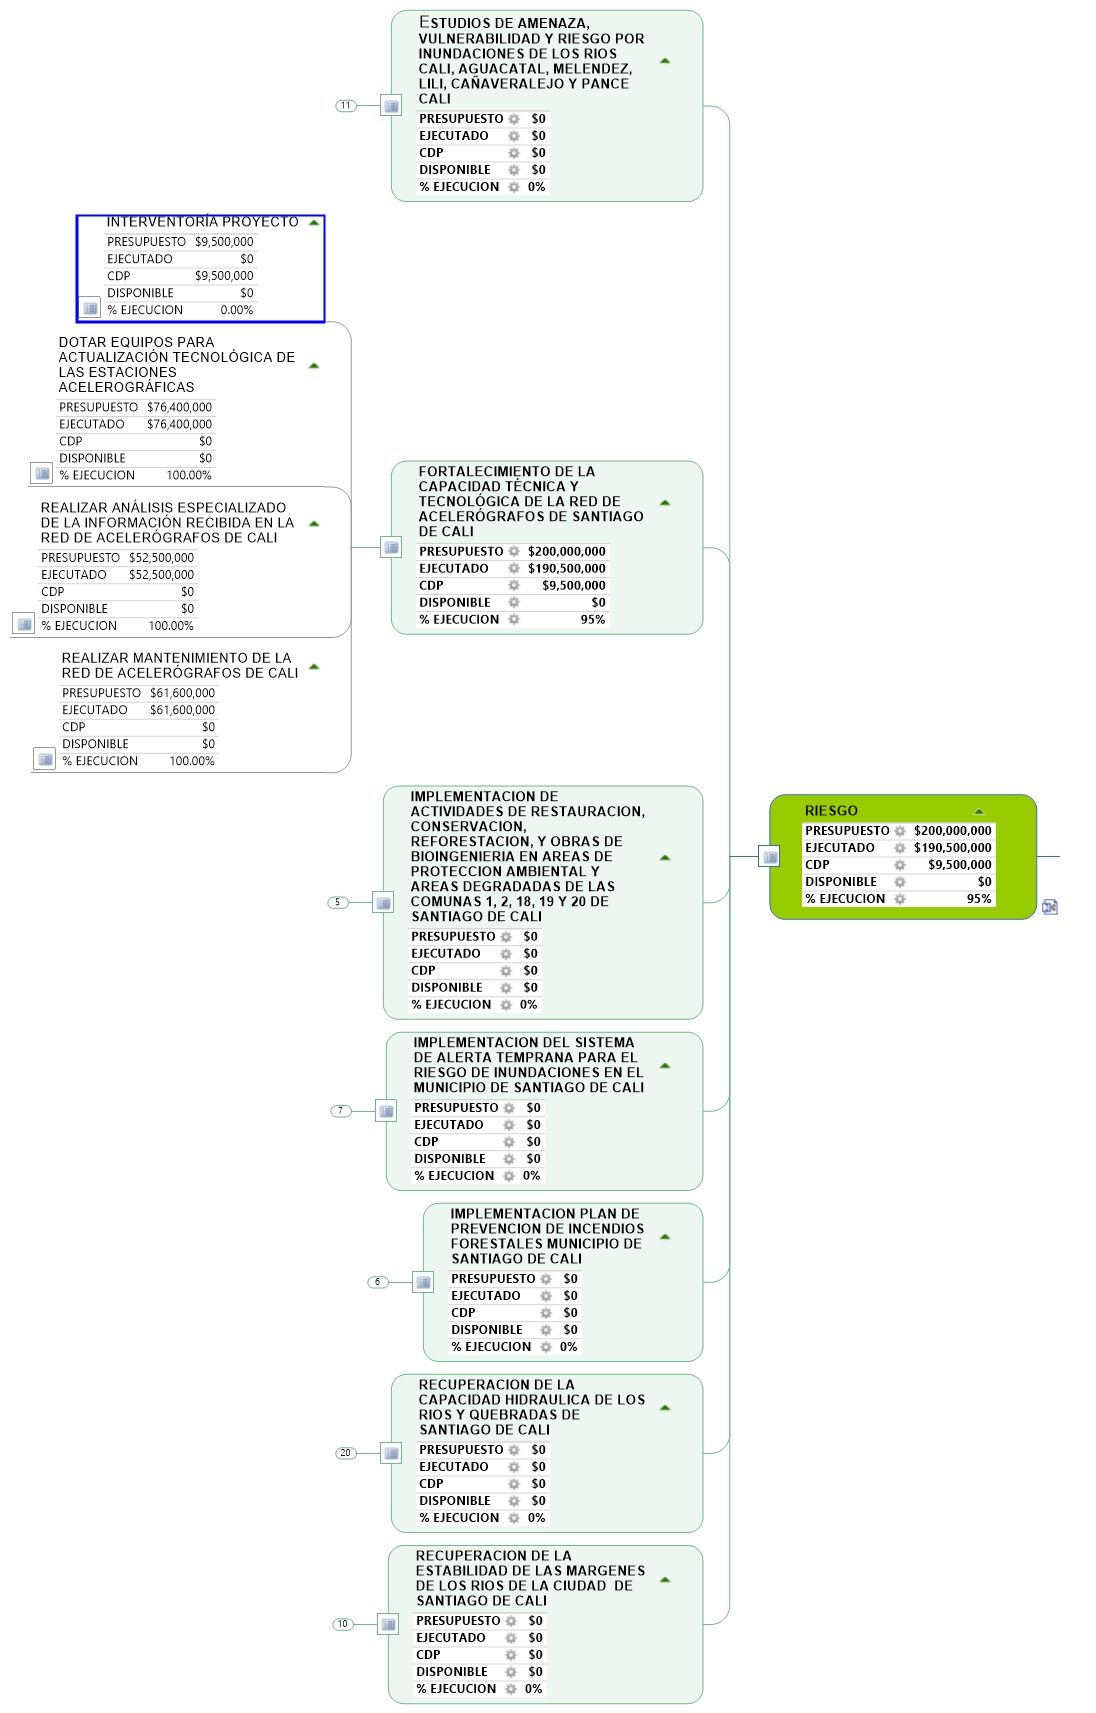 ESTUDIOS DE AMENAZA,
VULNERABILIDAD Y RIESGO POR
INUNDACIONES DE LOS RIOS
CALI, AGUACATAL, MELENDEZ,
LILI, CAÑAVERALEJO Y PANCE
CALI
11
PRESUPUESTO $0
EJECUTADO $0
CDP $0
DISPONIBLE $0
% EJECUCION 0%
INTERVENTORÍA PROYECTO
PRESUPUESTO $9,500,000
EJECUTADO $0
CDP $9,500,000
DISPONIBLE $0
% EJECUCION 0.00%
DOTAR EQUIPOS PARA
ACTUALIZACIÓN TECNOLÓGICA DE
LAS ESTACIONES
ACELEROGRÁFICAS
PRESUPUESTO $76,400,000
EJECUTADO $76,400,000
CDP $0
DISPONIBLE $0
% EJECUCION 100.00%
REALIZAR ANÁLISIS ESPECIALIZADO
DE LA INFORMACIÓN RECIBIDA EN LA
RED DE ACELERÓGRAFOS DE CALI
PRESUPUESTO $52,500,000
EJECUTADO $52,500,000
CDP $0
DISPONIBLE $0
% EJECUCION 100.00%
REALIZAR MANTENIMIENTO DE LA
RED DE ACELERÓGRAFOS DE CALI
PRESUPUESTO $61,600,000
EJECUTADO $61,600,000
CDP $0
DISPONIBLE $0
% EJECUCION 100.00%
FORTALECIMIENTO DE LA
CAPACIDAD TÉCNICA Y
TECNOLÓGICA DE LA RED DE
ACELERÓGRAFOS DE SANTIAGO
DE CALI
PRESUPUESTO $200,000,000
EJECUTADO $190,500,000
CDP $9,500,000
DISPONIBLE $0
% EJECUCION 95%
IMPLEMENTACION DE
ACTIVIDADES DE RESTAURACION,
CONSERVACION,
REFORESTACION, Y OBRAS DE
BIOINGENIERIA EN AREAS DE
PROTECCION AMBIENTAL Y
AREAS DEGRADADAS DE LAS
COMUNAS 1, 2, 18, 19 Y 20 DE
SANTIAGO DE CALI
5
PRESUPUESTO $0
EJECUTADO $0
CDP $0
DISPONIBLE $0
% EJECUCION 0%
RIESGO
PRESUPUESTO $200,000,000
EJECUTADO $190,500,000
CDP $9,500,000
DISPONIBLE $0
% EJECUCION 95%
IMPLEMENTACION DEL SISTEMA
DE ALERTA TEMPRANA PARA EL
RIESGO DE INUNDACIONES EN EL
MUNICIPIO DE SANTIAGO DE CALI
7
PRESUPUESTO $0
EJECUTADO $0
CDP $0
DISPONIBLE $0
% EJECUCION 0%
IMPLEMENTACION PLAN DE
PREVENCION DE INCENDIOS
FORESTALES MUNICIPIO DE
SANTIAGO DE CALI
6
PRESUPUESTO $0
EJECUTADO $0
CDP $0
DISPONIBLE $0
% EJECUCION 0%
RECUPERACION DE LA
CAPACIDAD HIDRAULICA DE LOS
RIOS Y QUEBRADAS DE
SANTIAGO DE CALI
20
PRESUPUESTO $0
EJECUTADO $0
CDP $0
DISPONIBLE $0
% EJECUCION 0%
RECUPERACION DE LA
ESTABILIDAD DE LAS MARGENES
DE LOS RIOS DE LA CIUDAD DE
SANTIAGO DE CALI
10
PRESUPUESTO $0
EJECUTADO $0
CDP $0
DISPONIBLE $0
% EJECUCION 0%